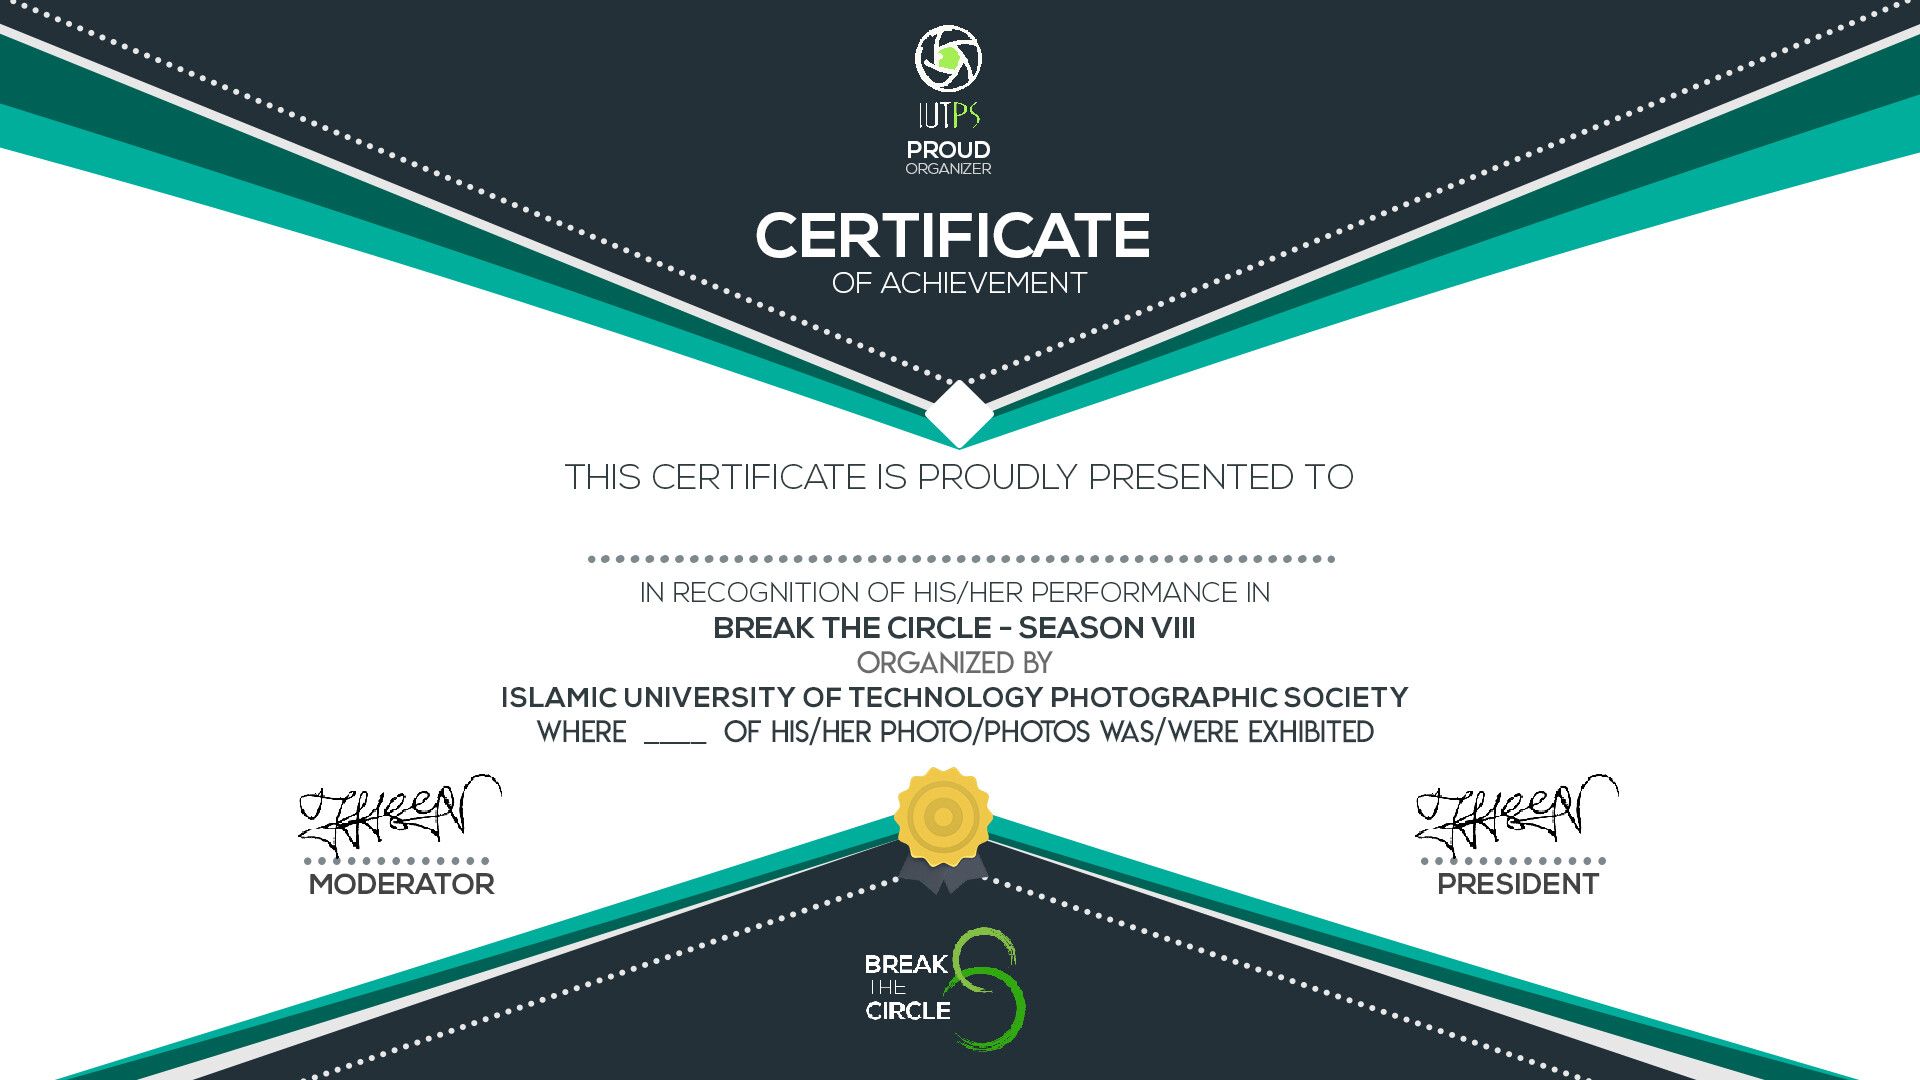 IUTPS
PROUD
ORGANIZER
CERTIFICATE
OF ACHIEVEMENT
THIS CERTIFICATE IS PROUDLY PRESENTED TO
IN RECOGNITION OF HIS/HER PERFORMANCE IN
BREAK THE CIRCLE - SEASON VIII
ORGANIZED BY
ISLAMIC UNIVERSITY OF TECHNOLOGY PHOTOGRAPHIC SOCIETY
WHERE ____ OF HIS/HER PHOTO/PHOTOS WAS/WERE EXHIBITED
MODERATOR
PRESIDENT
BREAK
THE
CIRCLE